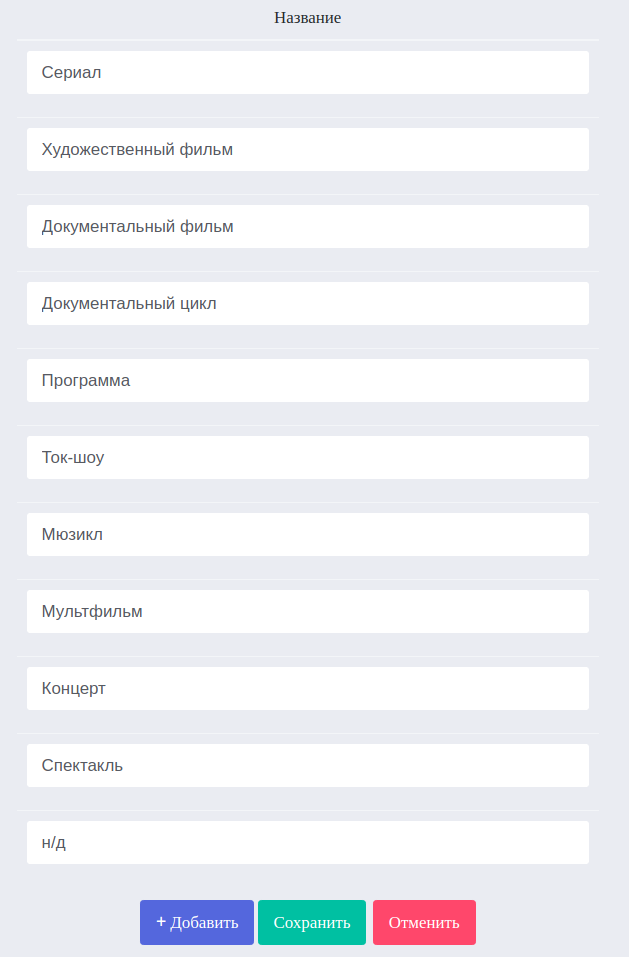 Название
Сериал
Художественный фильм
Документальный фильм
Документальный цикл
Программа
Ток-шоу
Мюзикл
Мультфильм
Концерт
Спектакль
н/д
+ Добавить Сохранить Отменить